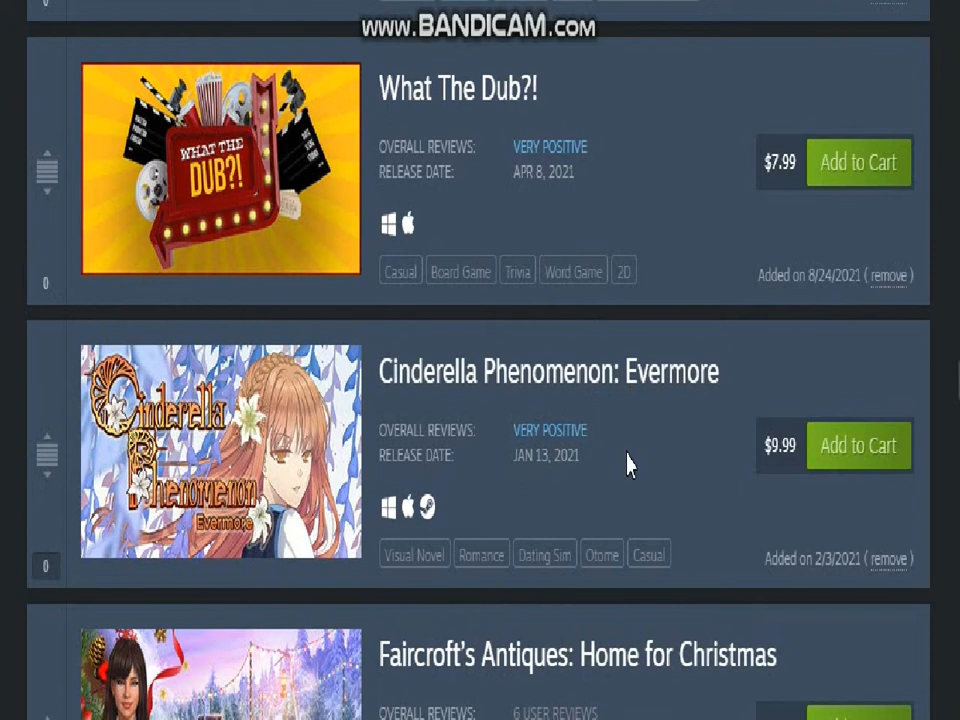 www.BANDICAM.com
What The Dub?!
WHAT THE
DUB?!
OVERALL REVIEWS: VERY POSITIVE
RELEASE DATE: APR 8, 2021
$7.99 Add to Cart
Casual Board Game Trivia Word Game 2D
Added on 8/24/2021 ( remove )
0
Cinderella Phenomenon: Evermore
Cinderella
Phenomenon
Evermore
OVERALL REVIEWS: VERY POSITIVE
RELEASE DATE: JAN 13, 2021
$9.99 Add to Cart
Visual Novel Romance Dating Sim Otome Casual
Added on 2/3/2021 ( remove )
0
Faircroft's Antiques: Home for Christmas
OVERALL REVIEWS: 6 USER REVIEWS